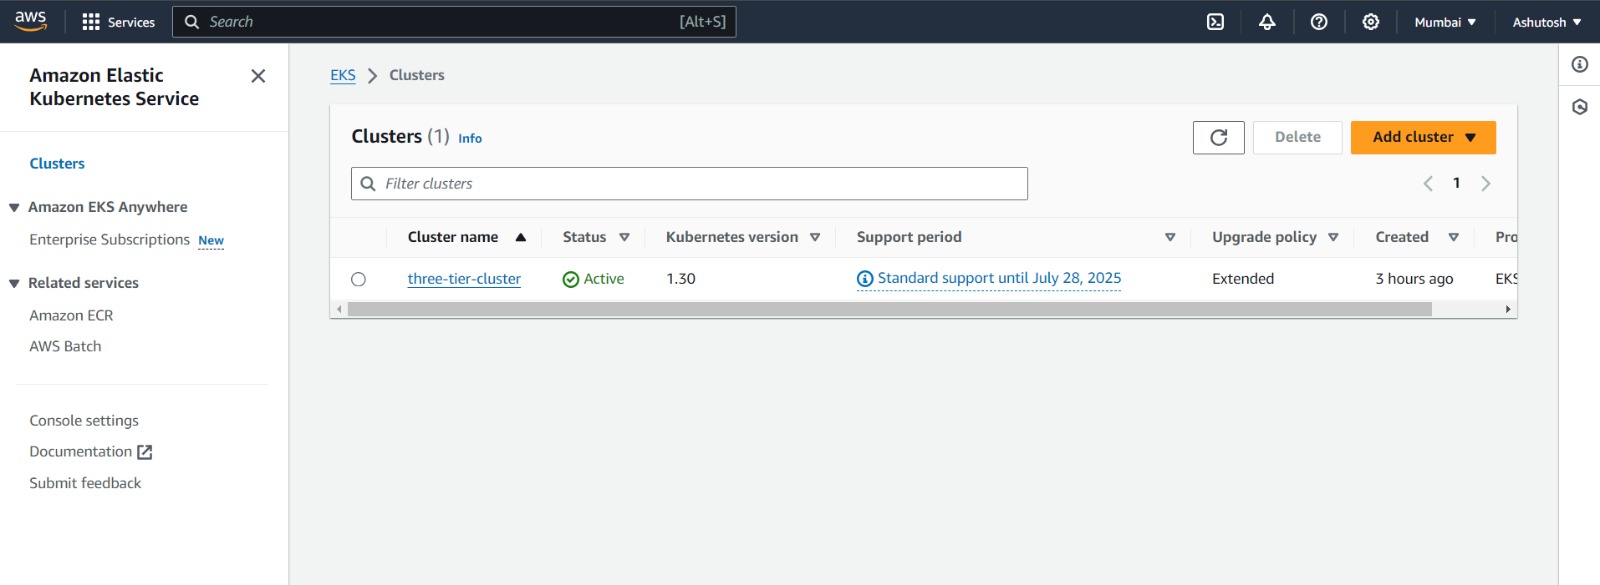 aws
Services
Search [Alt+S]
Mumbai
Ashutosh
Amazon Elastic
Kubernetes Service
Clusters
Amazon EKS Anywhere
Enterprise Subscriptions New
Related services
Amazon ECR
AWS Batch
Console settings
Documentation
Submit feedback
EKS Clusters
Clusters (1) Info
Delete
Add cluster
Filter clusters
1
Cluster name Status Kubernetes version Support period Upgrade policy Created Pro
three-tier-cluster Active 1.30 Standard support until July 28, 2025 Extended 3 hours ago EKS